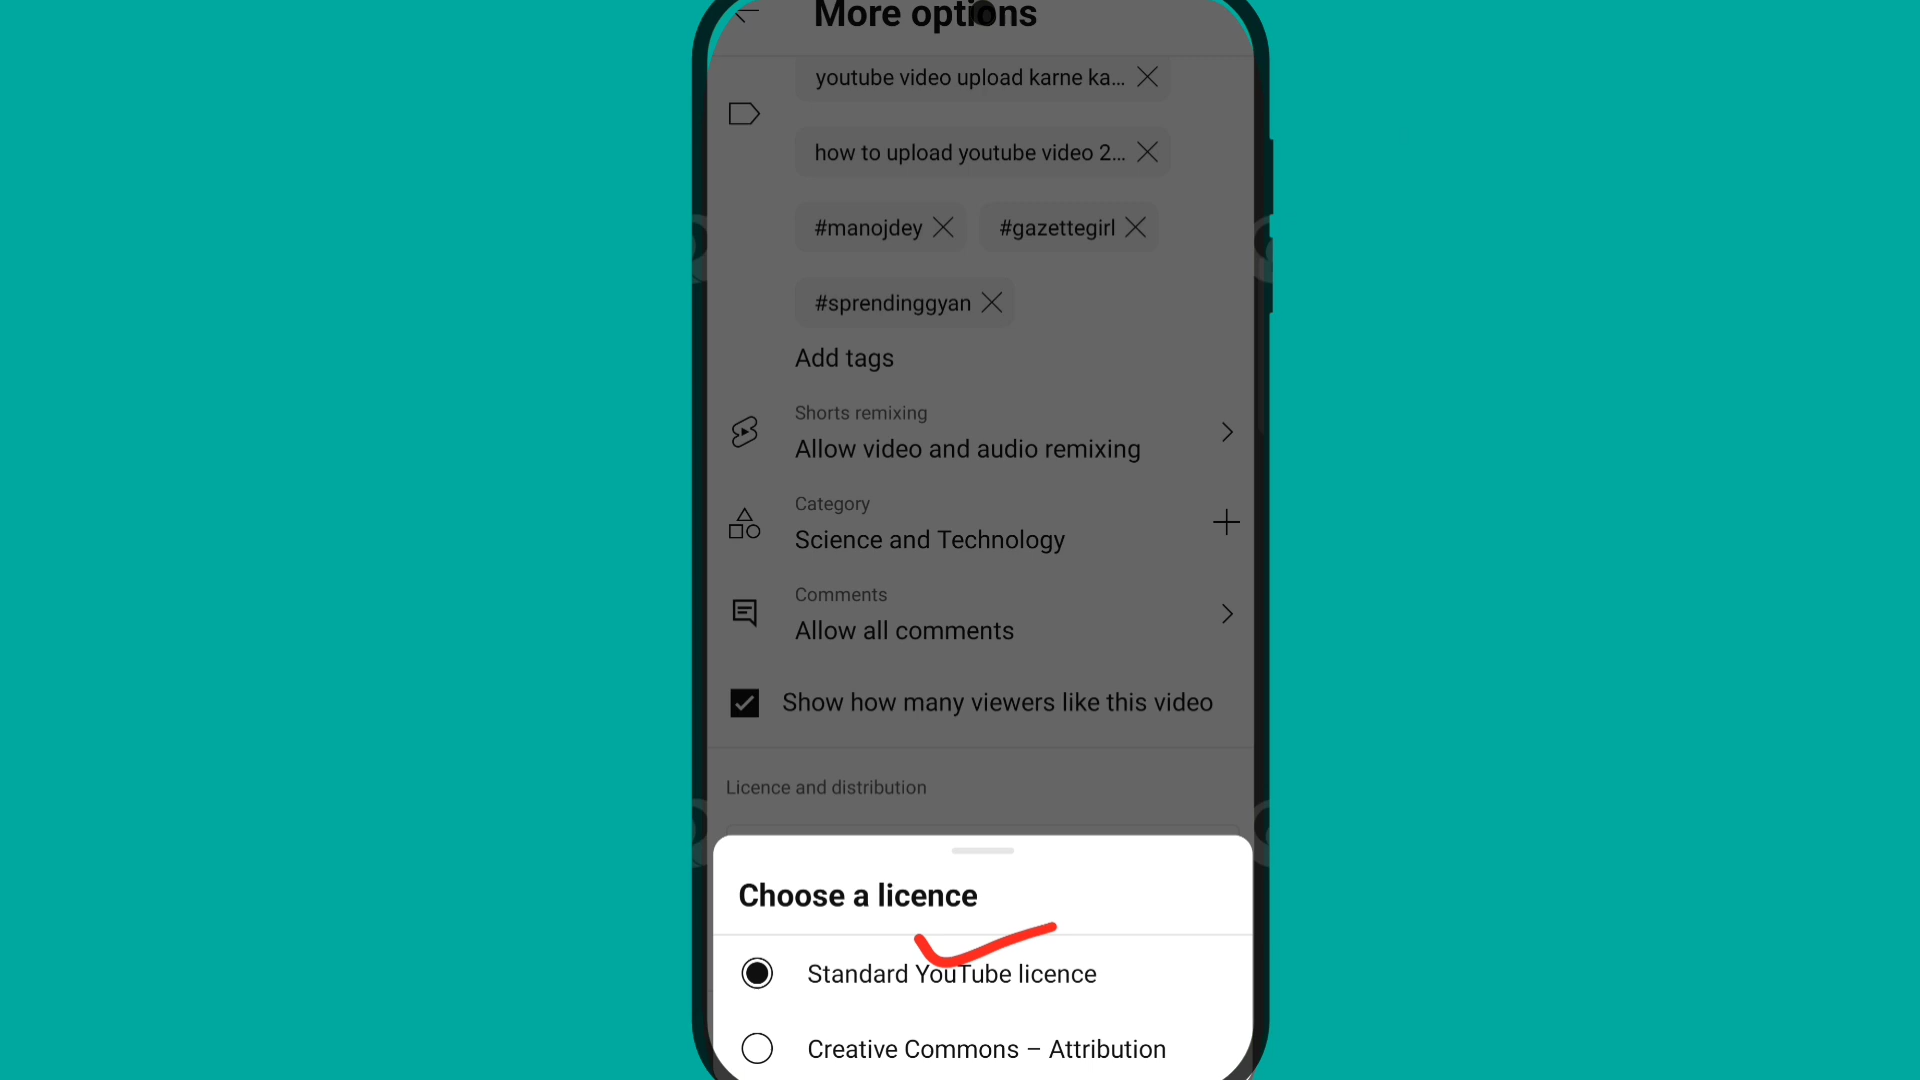 More options
youtube video upload karne ka...
how to upload youtube video 2...
#manojdey #gazettegirl
#sprendinggyan
Add tags
Shorts remixing
Allow video and audio remixing
Category
Science and Technology
Comments
Allow all comments
Show how many viewers like this video
Licence and distribution
Choose a licence
Standard YouTube licence
Creative Commons – Attribution